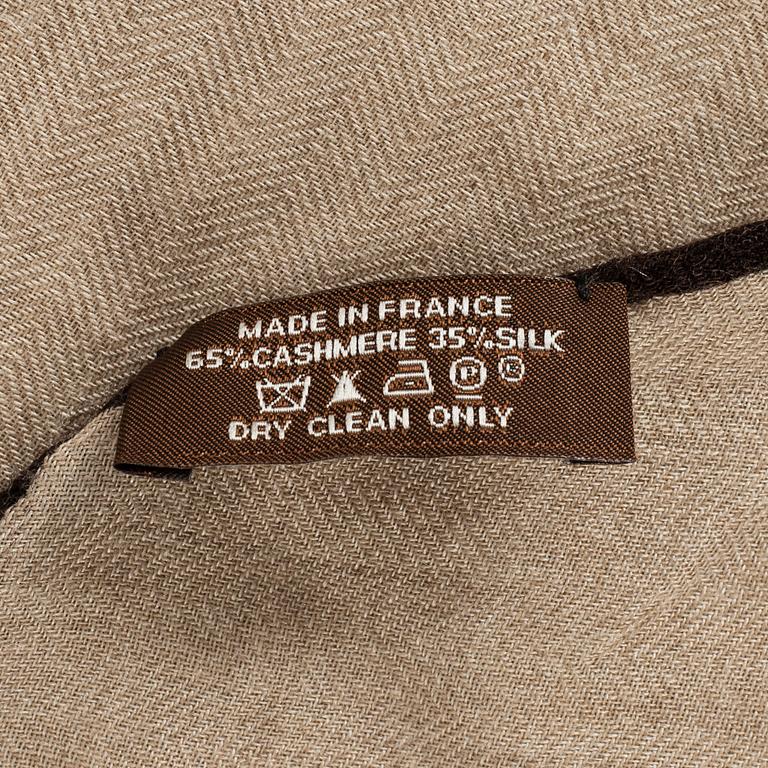 MADE IN FRANCE
65%CASHMERE 35%SILK
P
DRY CLEAN ONLY